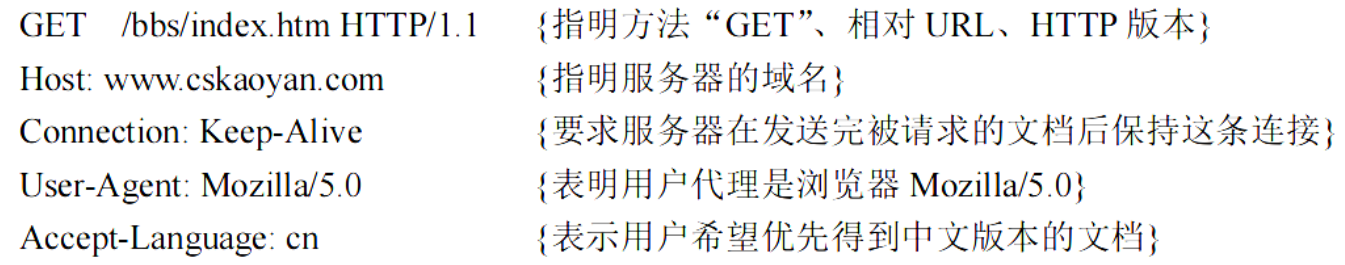 GET /bbs/index.htm HTTP/1.1 {指明方法“GET”、相对 URL、HTTP 版本}
Host: www.cskaoyan.com {指明服务器的域名}
Connection: Keep-Alive {要求服务器在发送完被请求的文档后保持这条连接}
User-Agent: Mozilla/5.0 {表明用户代理是浏览器 Mozilla/5.0}
Accept-Language: cn {表示用户希望优先得到中文版本的文档}